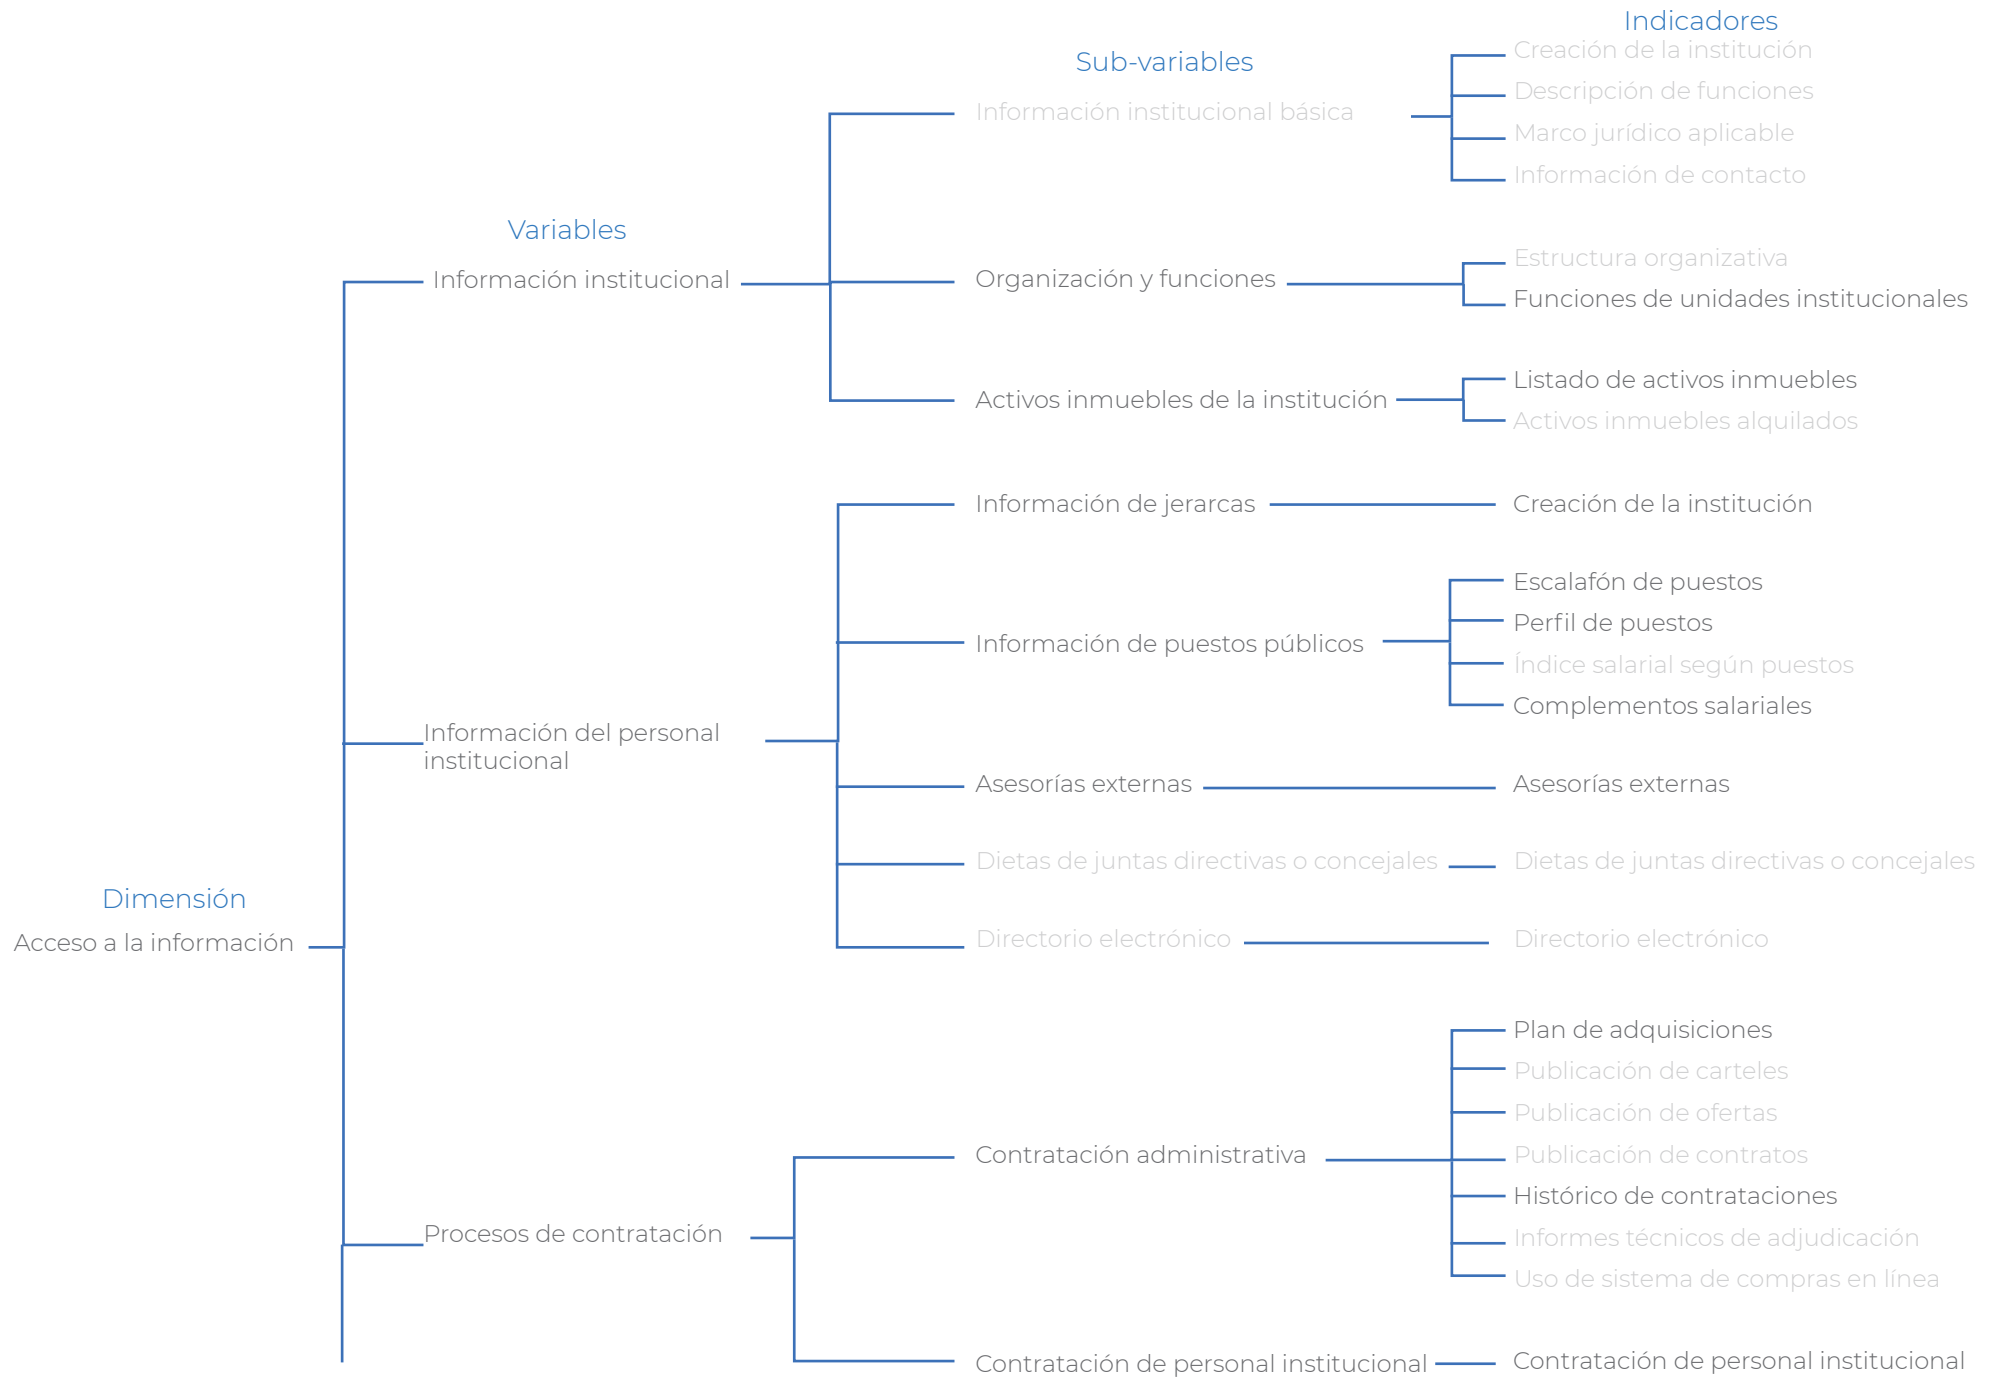 Indicadores
Sub-variables
Creación de la institución
Descripción de funciones
Información institucional básica
Marco jurídico aplicable
Información de contacto
Variables
Información institucional
Organización y funciones
Estructura organizativa
Funciones de unidades institucionales
Activos inmuebles de la institución
Listado de activos inmuebles
Activos inmuebles alquilados
Información de jerarcas
Creación de la institución
Información de puestos públicos
Escalafón de puestos
Perfil de puestos
Índice salarial según puestos
Complementos salariales
Información del personal
institucional
Asesorías externas
Asesorías externas
Dietas de juntas directivas o concejales
Dietas de juntas directivas o concejales
Dimensión
Acceso a la información
Directorio electrónico
Directorio electrónico
Plan de adquisiciones
Publicación de carteles
Publicación de ofertas
Contratación administrativa
Publicación de contratos
Histórico de contrataciones
Informes técnicos de adjudicación
Uso de sistema de compras en línea
Procesos de contratación
Contratación de personal institucional
Contratación de personal institucional